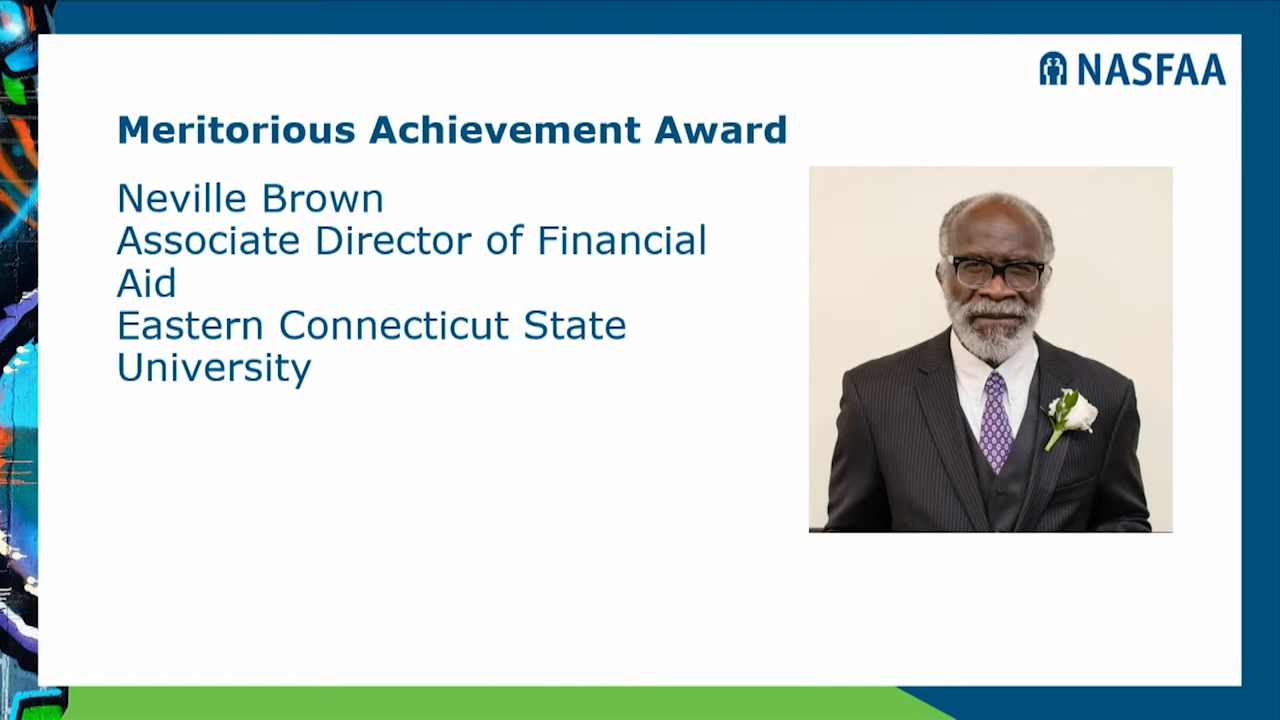 NASFAA
Meritorious Achievement Award
Neville Brown
Associate Director of Financial
Aid
Eastern Connecticut State
University